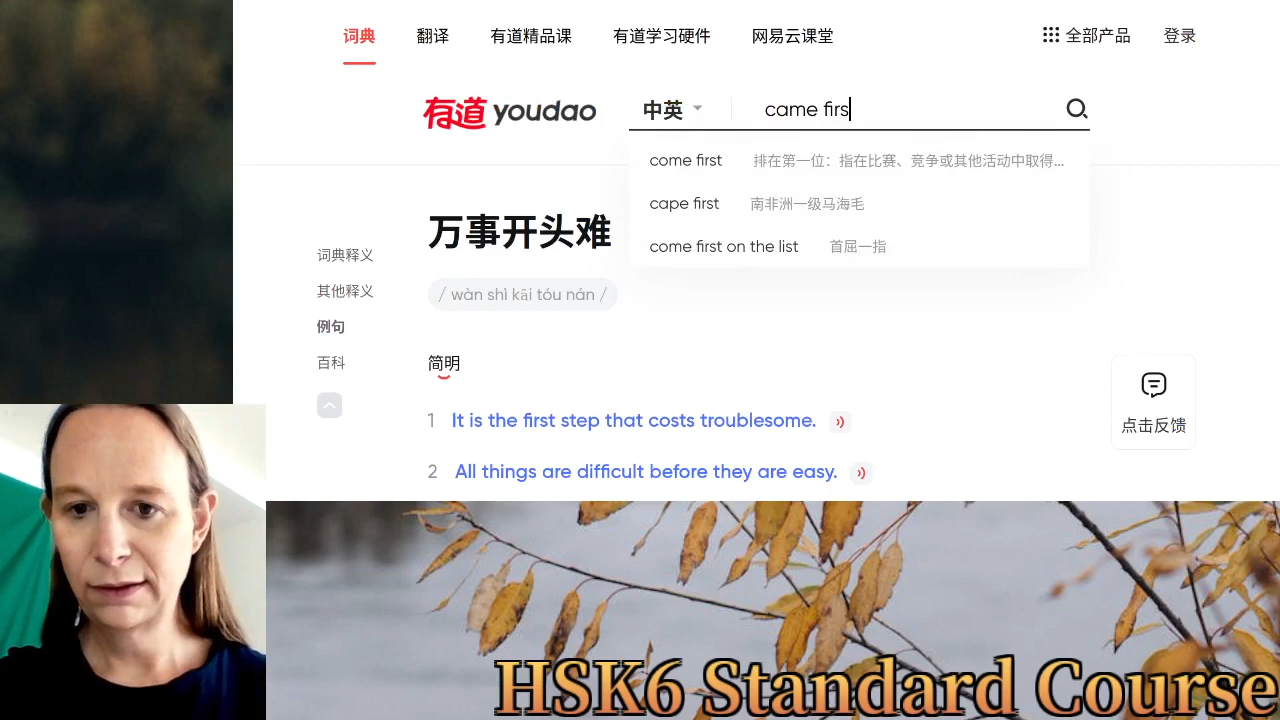 词典 翻译 有道精品课 有道学习硬件 网易云课堂 全部产品 登录
有道 youdao 中英 came firs
come first 排在第一位：指在比赛、竞争或其他活动中取得...
cape first 南非洲一级马海毛
come first on the list 首屈一指
万事开头难
/ wàn shì kāi tóu nán /
词典释义
其他释义
例句
百科
简明
1 It is the first step that costs troublesome.
2 All things are difficult before they are easy.
点击反馈
HSK6 Standard Course